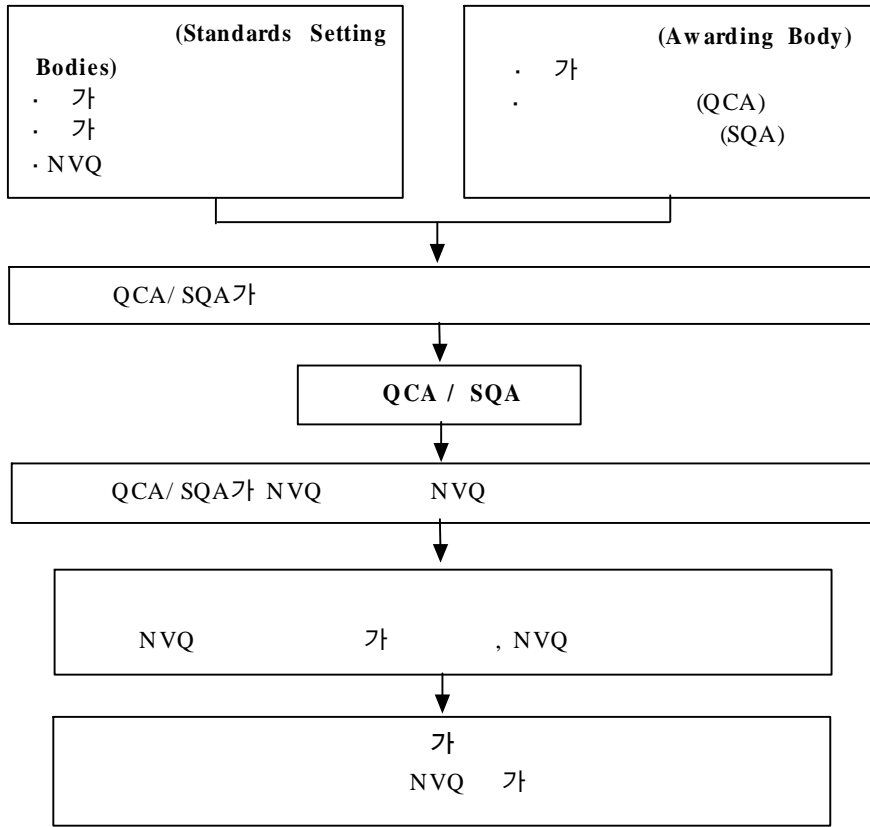 (Standards Setting
Bodies)
· 가
· 가
· NVQ
(Awarding Body)
· 가
· (QCA)
(SQA)
QCA/ SQA가
QCA / SQA
QCA/ SQA가 NVQ NVQ
NVQ 가 , NVQ
가
NVQ 가